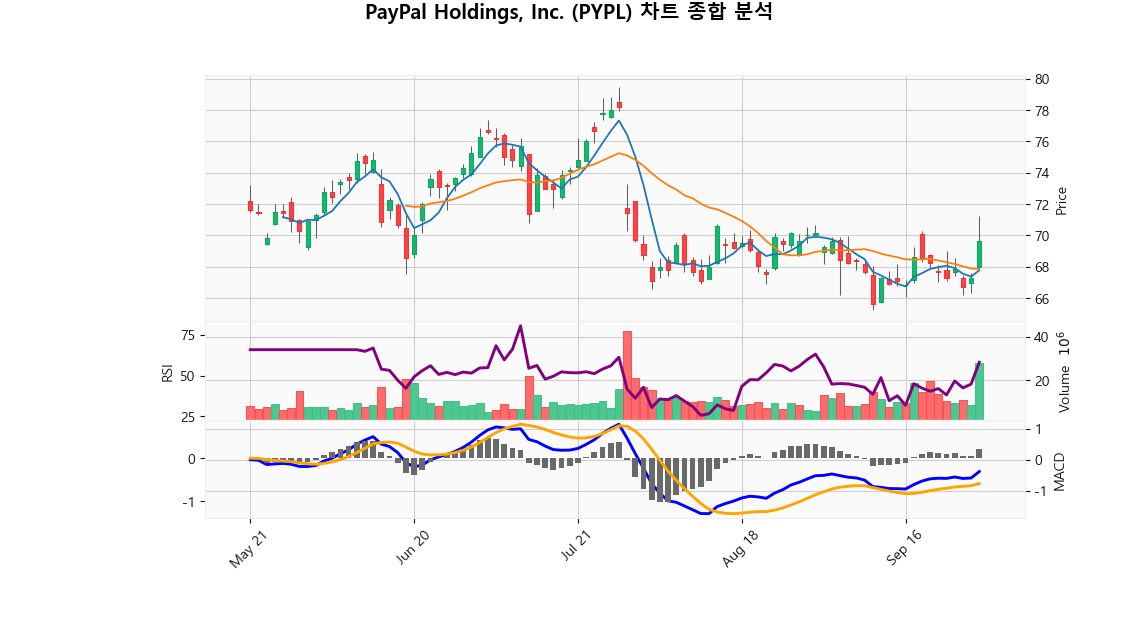 PayPal Holdings, Inc. (PYPL) 차트 종합 분석
80
78
76
74
72
70
68
66
Price
75
50
25
RSI
40
20
Volume 10⁶
0
-1
1
0
-1
MACD
May 21
Jun 20
Jul 21
Aug 18
Sep 16